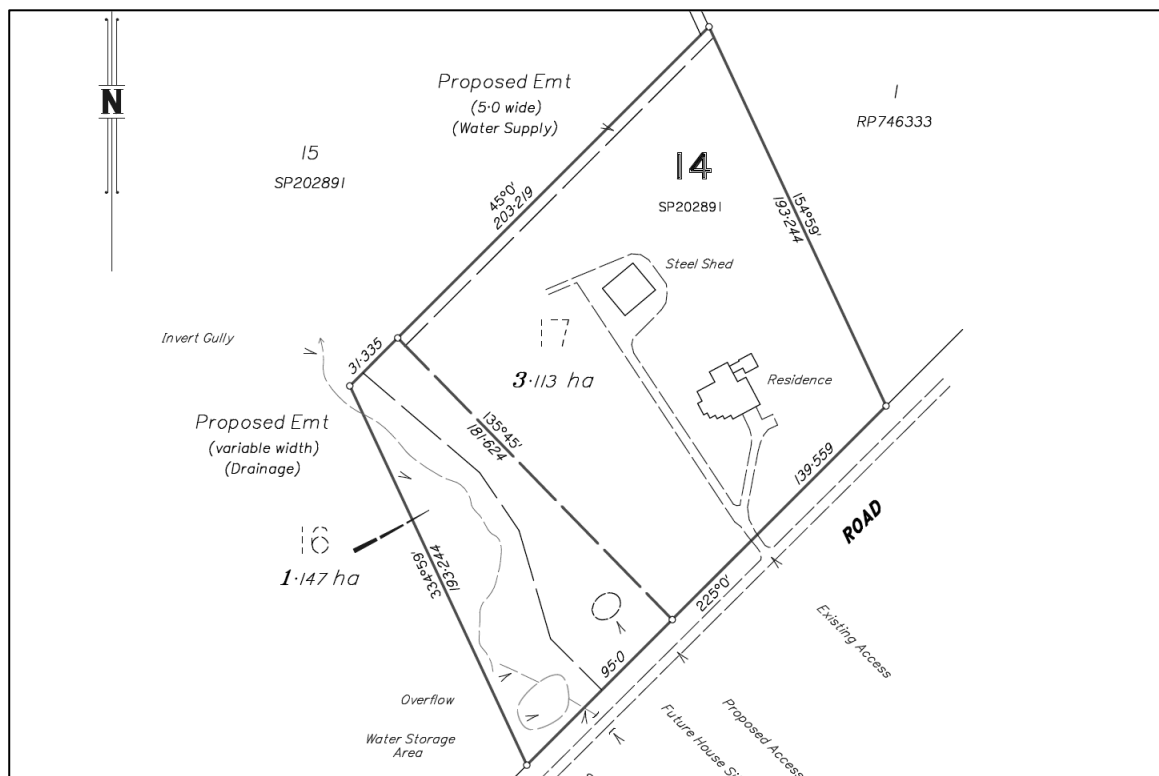 N
Proposed Emt
(5·0 wide)
(Water Supply)
1
RP746333
15
SP202891
14
SP202891
45°0'
203·219
154°59'
193·244
Steel Shed
Invert Gully
31·335
17
3·113 ha
Residence
Proposed Emt
(variable width)
(Drainage)
135°45'
181·624
139·559
ROAD
16
1·147 ha
334°59'
193·244
225°0'
Existing Access
95·0
Overflow
Water Storage
Area
Proposed Access
Future House